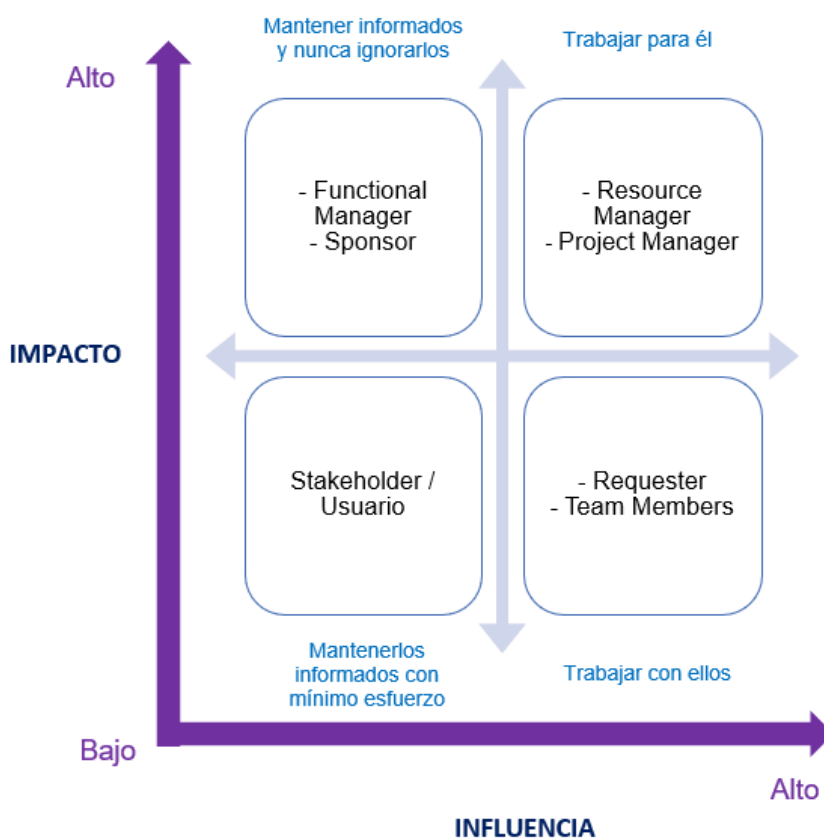 Mantener informados
y nunca ignorarlos
Trabajar para él
Alto
- Functional
Manager
- Sponsor
- Resource
Manager
- Project Manager
IMPACTO
Stakeholder /
Usuario
- Requester
- Team Members
Mantenerlos
informados con
mínimo esfuerzo
Trabajar con ellos
Bajo
Alto
INFLUENCIA